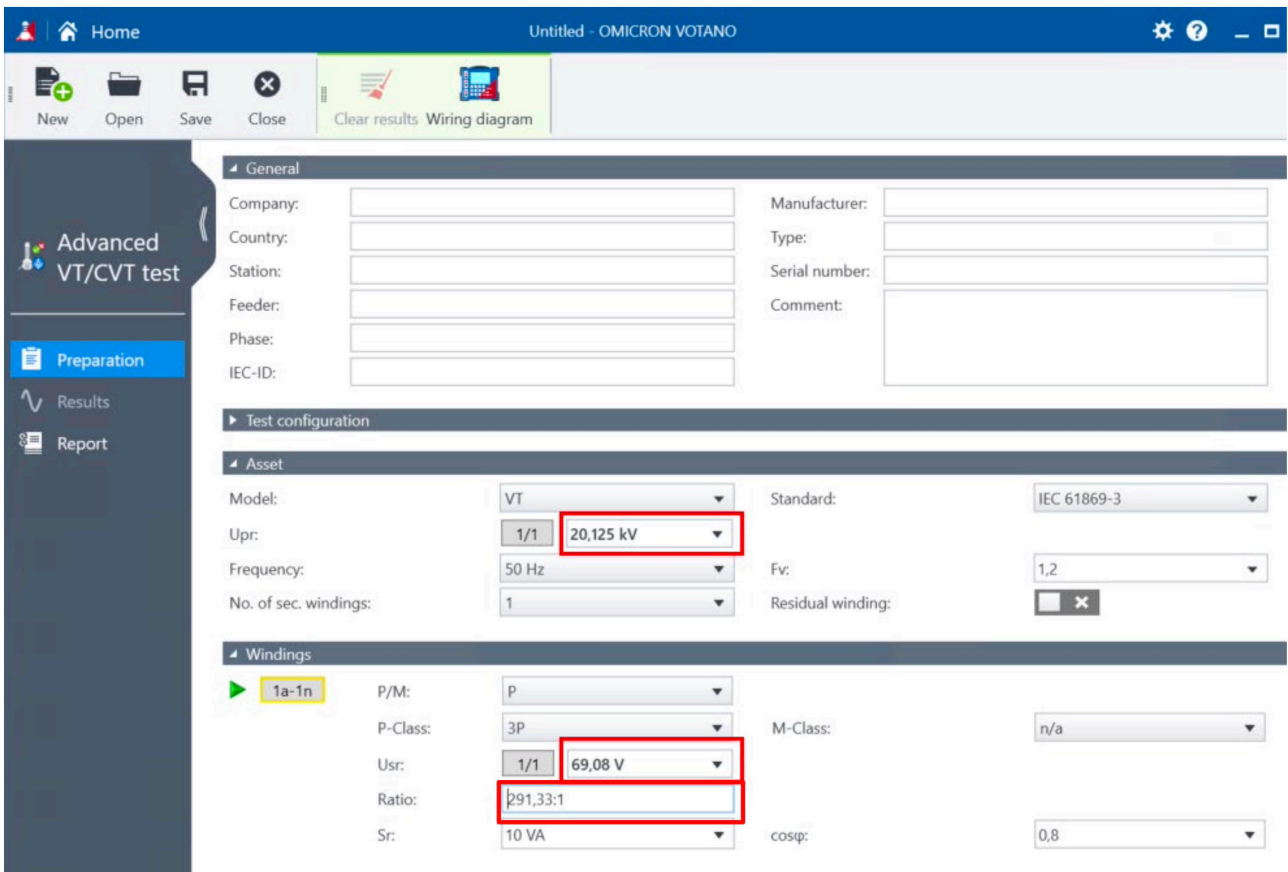 Home
Untitled - OMICRON VOTANO
New Open Save Close Clear results Wiring diagram
Advanced
VT/CVT test
Preparation
Results
Report
General
Company: Manufacturer:
Country: Type:
Station: Serial number:
Feeder: Comment:
Phase:
IEC-ID:
Test configuration
Asset
Model: VT Standard: IEC 61869-3
Upr: 1/1 20,125 kV
Frequency: 50 Hz Fv: 1,2
No. of sec. windings: 1 Residual winding:
Windings
1a-1n P/M: P
P-Class: 3P M-Class: n/a
Usr: 1/1 69,08 V
Ratio: 291,33:1
Sr: 10 VA cosφ: 0,8